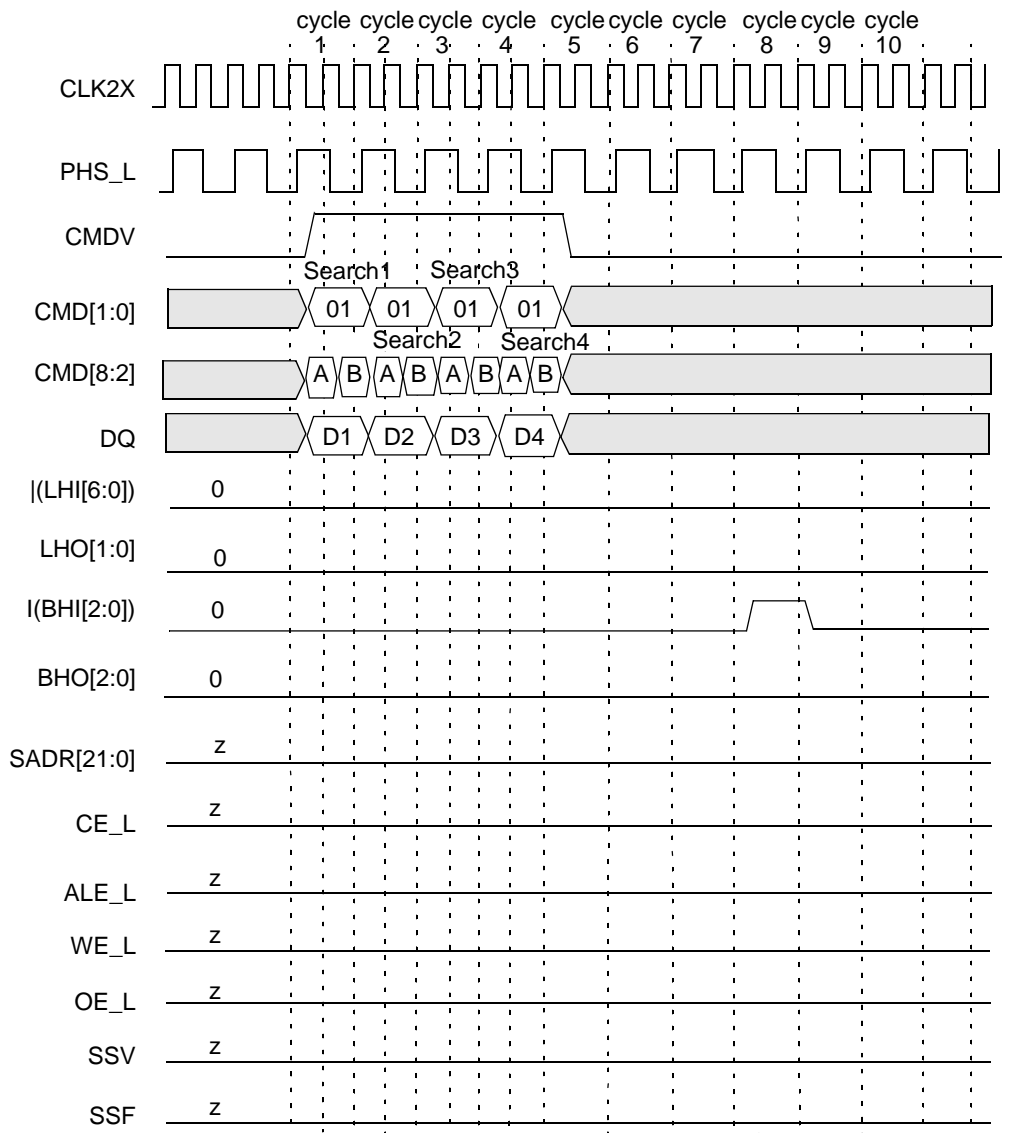 cycle cycle cycle cycle cycle cycle cycle cycle cycle cycle
1 2 3 4 5 6 7 8 9 10
CLK2X
PHS_L
CMDV
Search1 Search3
CMD[1:0] 01 01 01 01
Search2 Search4
CMD[8:2] A B A B A B A B
DQ D1 D2 D3 D4
|(LHI[6:0]) 0
LHO[1:0] 0
I(BHI[2:0]) 0
BHO[2:0] 0
SADR[21:0] z
CE_L z
ALE_L z
WE_L z
OE_L z
SSV z
SSF z